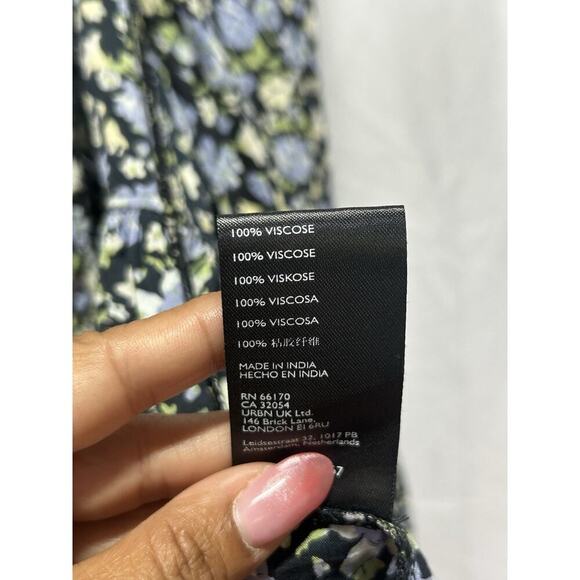 100% VISCOSE
100% VISCOSE
100% VISKOSE
100% VISCOSA
100% VISCOSA
100% 粘胶纤维
MADE IN INDIA
HECHO EN INDIA
RN 66170
CA 32054
URBN UK Ltd.
146 Brick Lane,
LONDON E1 6RU
Leidsestraat 32, 1017 PB
Amsterdam, Netherlands